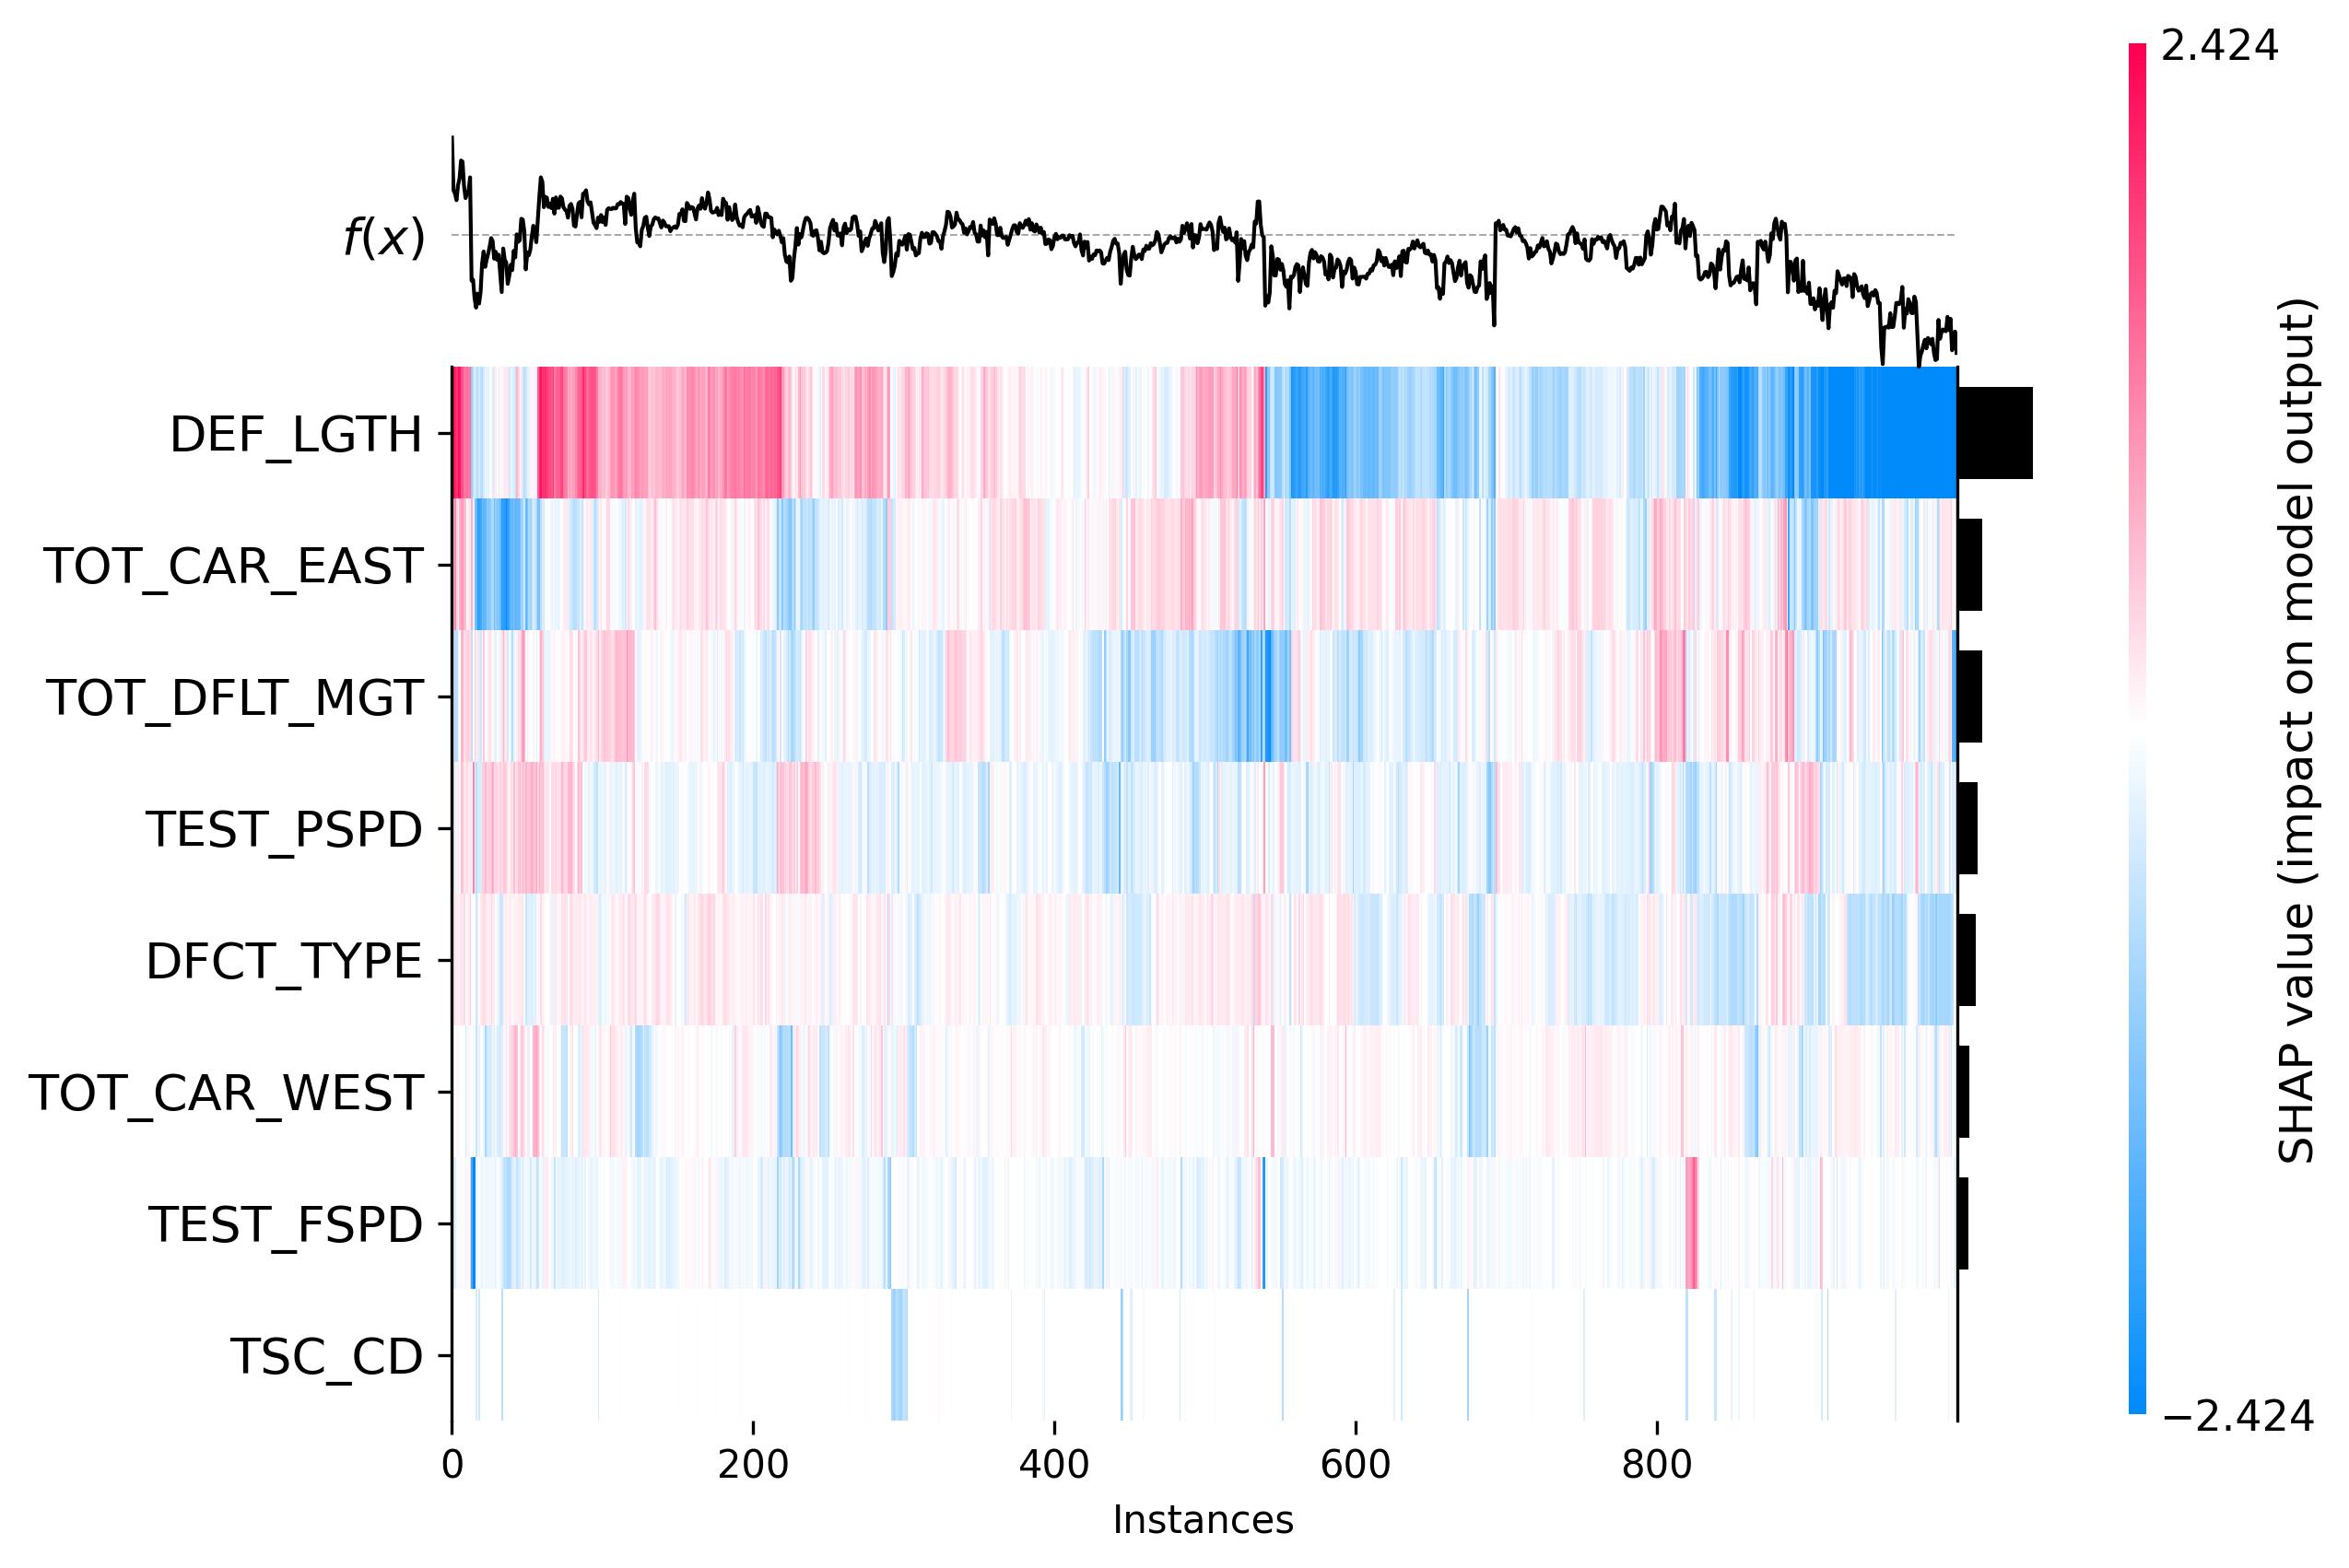 2.424
f(x)
DEF_LGTH
TOT_CAR_EAST
TOT_DFLT_MGT
TEST_PSPD
DFCT_TYPE
TOT_CAR_WEST
TEST_FSPD
TSC_CD
0 200 400 600 800
Instances
−2.424
SHAP value (impact on model output)